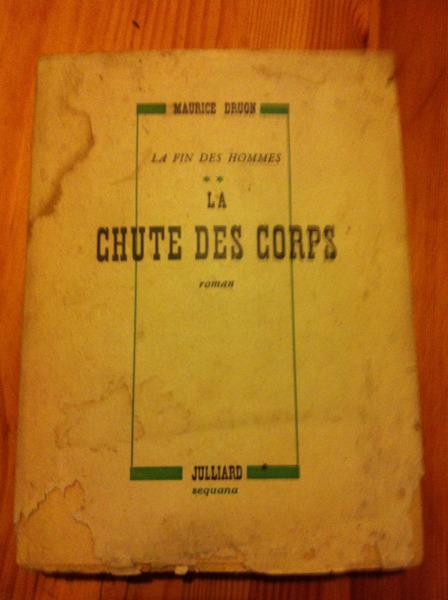 MAURICE DRUON
LA FIN DES HOMMES
**
LA
CHUTE DES CORPS
roman
JULLIARD
sequana